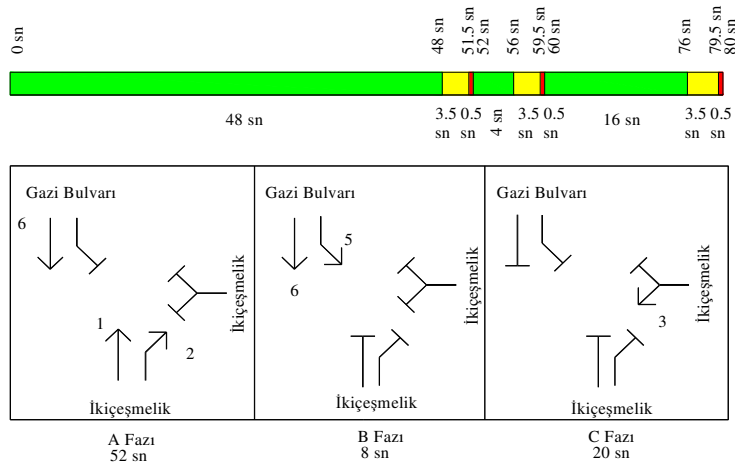 0 sn
48 sn
51.5 sn
52 sn
56 sn
59.5 sn
60 sn
76 sn
79.5 sn
80 sn
48 sn
3.5 sn
0.5 sn
4 sn
3.5 sn
0.5 sn
16 sn
3.5 sn
0.5 sn
Gazi Bulvarı
6
1
2
İkiçeşmelik
İkiçeşmelik
A Fazı
52 sn
Gazi Bulvarı
5
6
İkiçeşmelik
İkiçeşmelik
B Fazı
8 sn
Gazi Bulvarı
3
İkiçeşmelik
İkiçeşmelik
C Fazı
20 sn